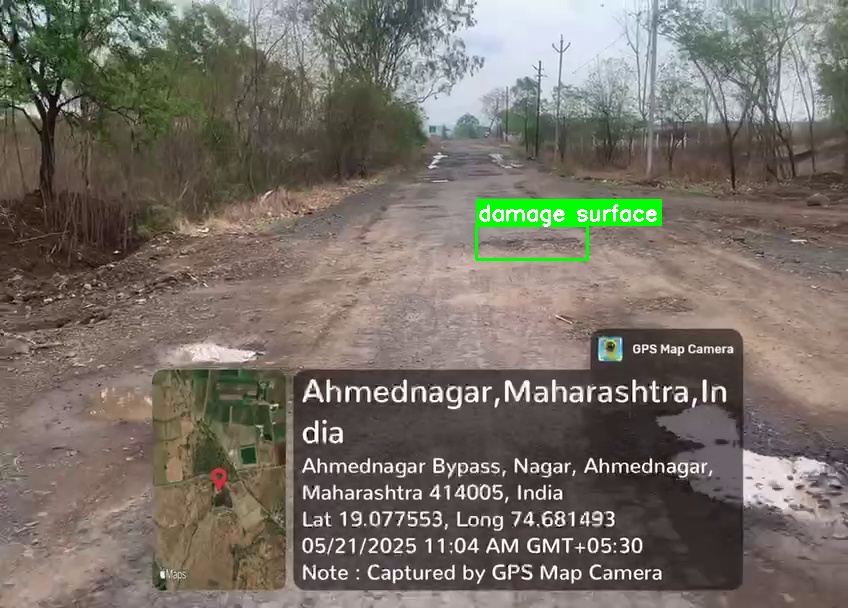 damage surface
GPS Map Camera
Ahmednagar,Maharashtra,In
dia
Ahmednagar Bypass, Nagar, Ahmednagar,
Maharashtra 414005, India
Lat 19.077553, Long 74.681493
05/21/2025 11:04 AM GMT+05:30
Note : Captured by GPS Map Camera
Maps